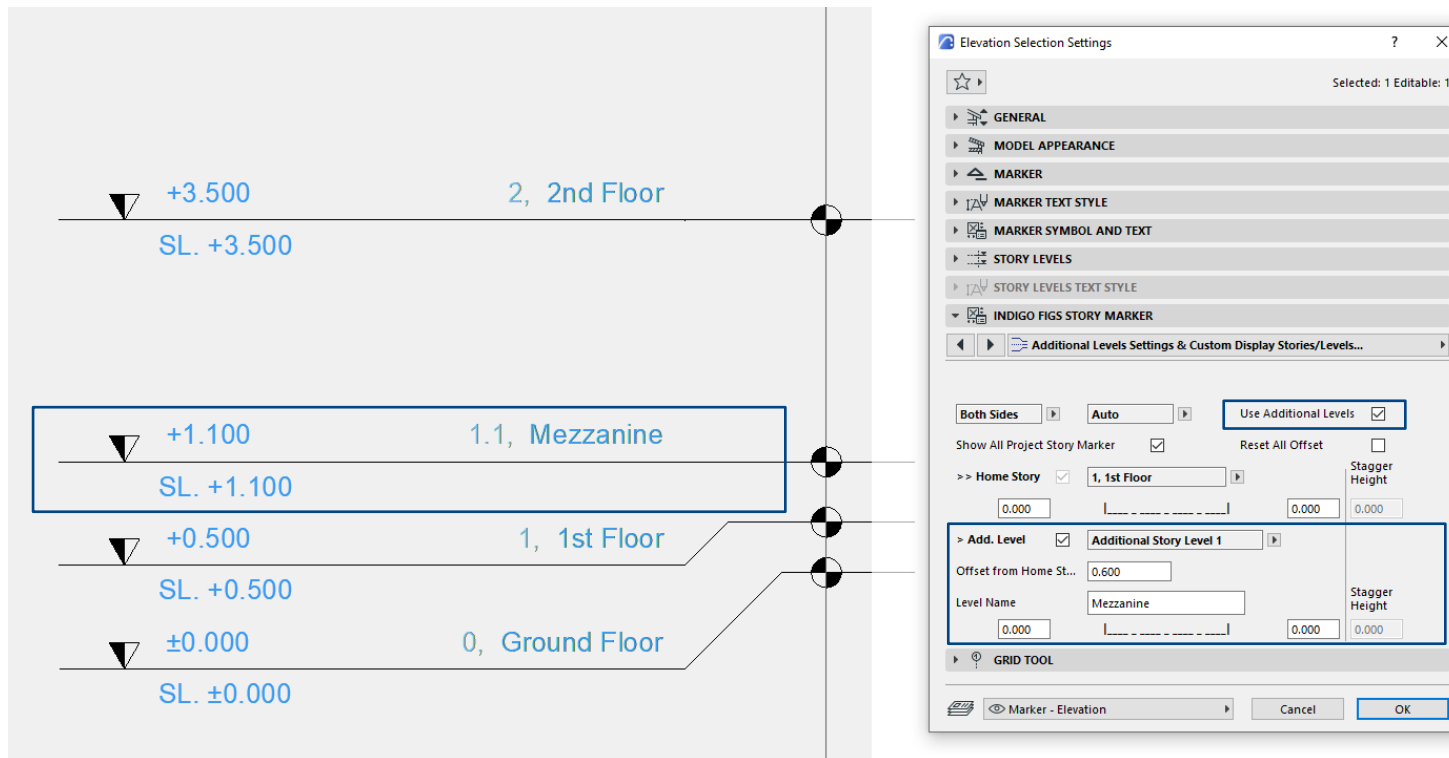 +3.500 2, 2nd Floor
SL. +3.500
+1.100 1.1, Mezzanine
SL. +1.100
+0.500 1, 1st Floor
SL. +0.500
±0.000 0, Ground Floor
SL. ±0.000
Elevation Selection Settings ? ×
Selected: 1 Editable: 1
GENERAL
MODEL APPEARANCE
MARKER
MARKER TEXT STYLE
MARKER SYMBOL AND TEXT
STORY LEVELS
STORY LEVELS TEXT STYLE
INDIGO FIGS STORY MARKER
Additional Levels Settings & Custom Display Stories/Levels...
Both Sides Auto Use Additional Levels
Show All Project Story Marker Reset All Offset
>> Home Story 1, 1st Floor Stagger
Height
0.000 0.000 0.000
> Add. Level Additional Story Level 1
Offset from Home St... 0.600
Level Name Mezzanine Stagger
Height
0.000 0.000 0.000
GRID TOOL
Marker - Elevation Cancel OK